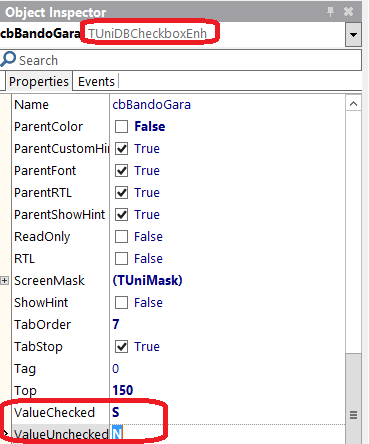 Object Inspector
cbBandoGara TUniDBCheckboxEnh
Search
Properties Events
Name cbBandoGara
ParentColor False
ParentCustomHin True
ParentFont True
ParentRTL True
ParentShowHint True
ReadOnly False
RTL False
ScreenMask (TUniMask)
ShowHint False
TabOrder 7
TabStop True
Tag 0
Top 150
ValueChecked S
ValueUnchecked N